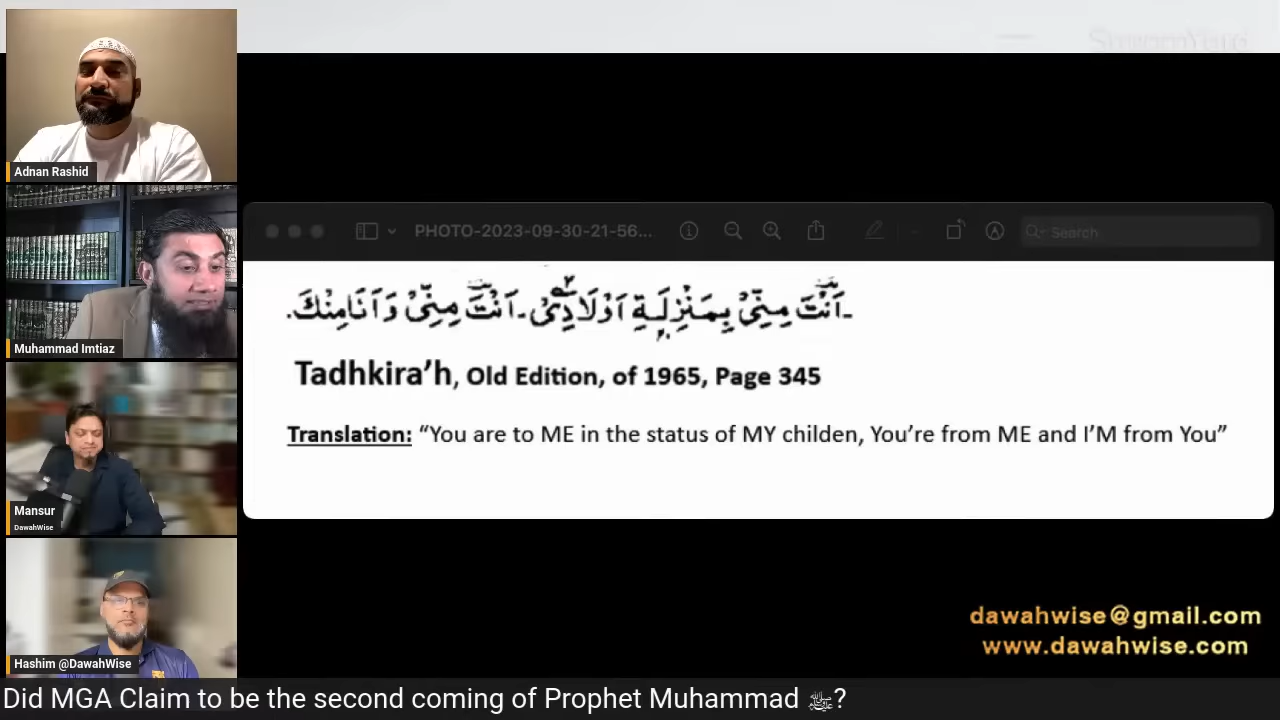 Adnan Rashid
Muhammad Imtiaz
Mansur
DawahWise
Hashim @DawahWise
PHOTO-2023-09-30-21-56...
Search
۔اَنْتَ مِنِّیْ بِمَنْزِلَـةِ اَوْلَادِیْ۔اَنْتَ مِنِّیْ وَ اَنَا مِنْكَ.
Tadhkira’h, Old Edition, of 1965, Page 345
Translation: “You are to ME in the status of MY childen, You’re from ME and I’M from You”
dawahwise@gmail.com
www.dawahwise.com
Did MGA Claim to be the second coming of Prophet Muhammad ﷺ?